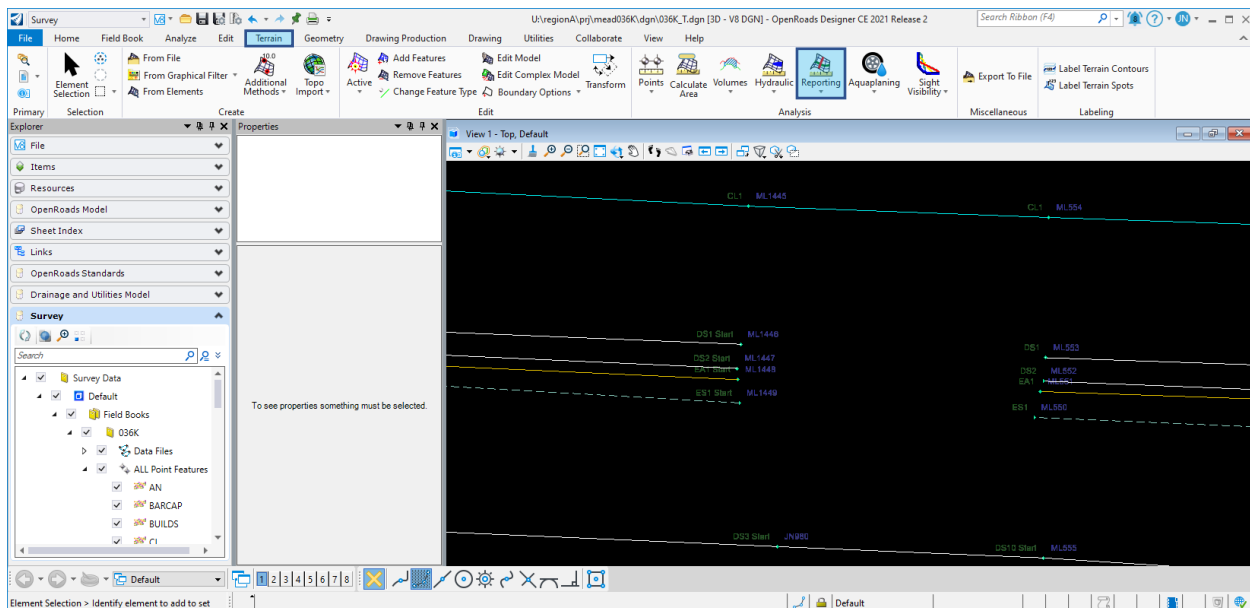 Survey
U:\regionA\prj\mead036K\dgn\036K_T.dgn [3D - V8 DGN] - OpenRoads Designer CE 2021 Release 2
Search Ribbon (F4)
JN
File Home Field Book Analyze Edit Terrain Geometry Drawing Production Drawing Utilities Collaborate View Help
Element Selection
From File
From Graphical Filter
From Elements
10.0
Additional Methods
Topo Import
Active
Add Features
Remove Features
Change Feature Type
Edit Model
Edit Complex Model
Boundary Options
Transform
Points
Calculate Area
Volumes
Hydraulic
Reporting
Aquaplaning
Sight Visibility
Export To File
Label Terrain Contours
Label Terrain Spots
Primary Selection Create Edit Analysis Miscellaneous Labeling
Explorer
File
Items
Resources
OpenRoads Model
Sheet Index
Links
OpenRoads Standards
Drainage and Utilities Model
Survey
Search
Survey Data
Default
Field Books
036K
Data Files
ALL Point Features
AN
BARCAP
BUILDS
CL
Properties
To see properties something must be selected.
View 1 - Top, Default
CL1 ML1445
CL1 ML554
DS1 Start ML1446
DS1 ML553
DS2 Start ML1447
EA1 Start ML1448
DS2 ML552
EA1 ML551
ES1 Start ML1449
ES1 ML550
DS3 Start JN980
DS10 Start ML555
Default
1 2 3 4 5 6 7 8
Element Selection > Identify element to add to set
Default